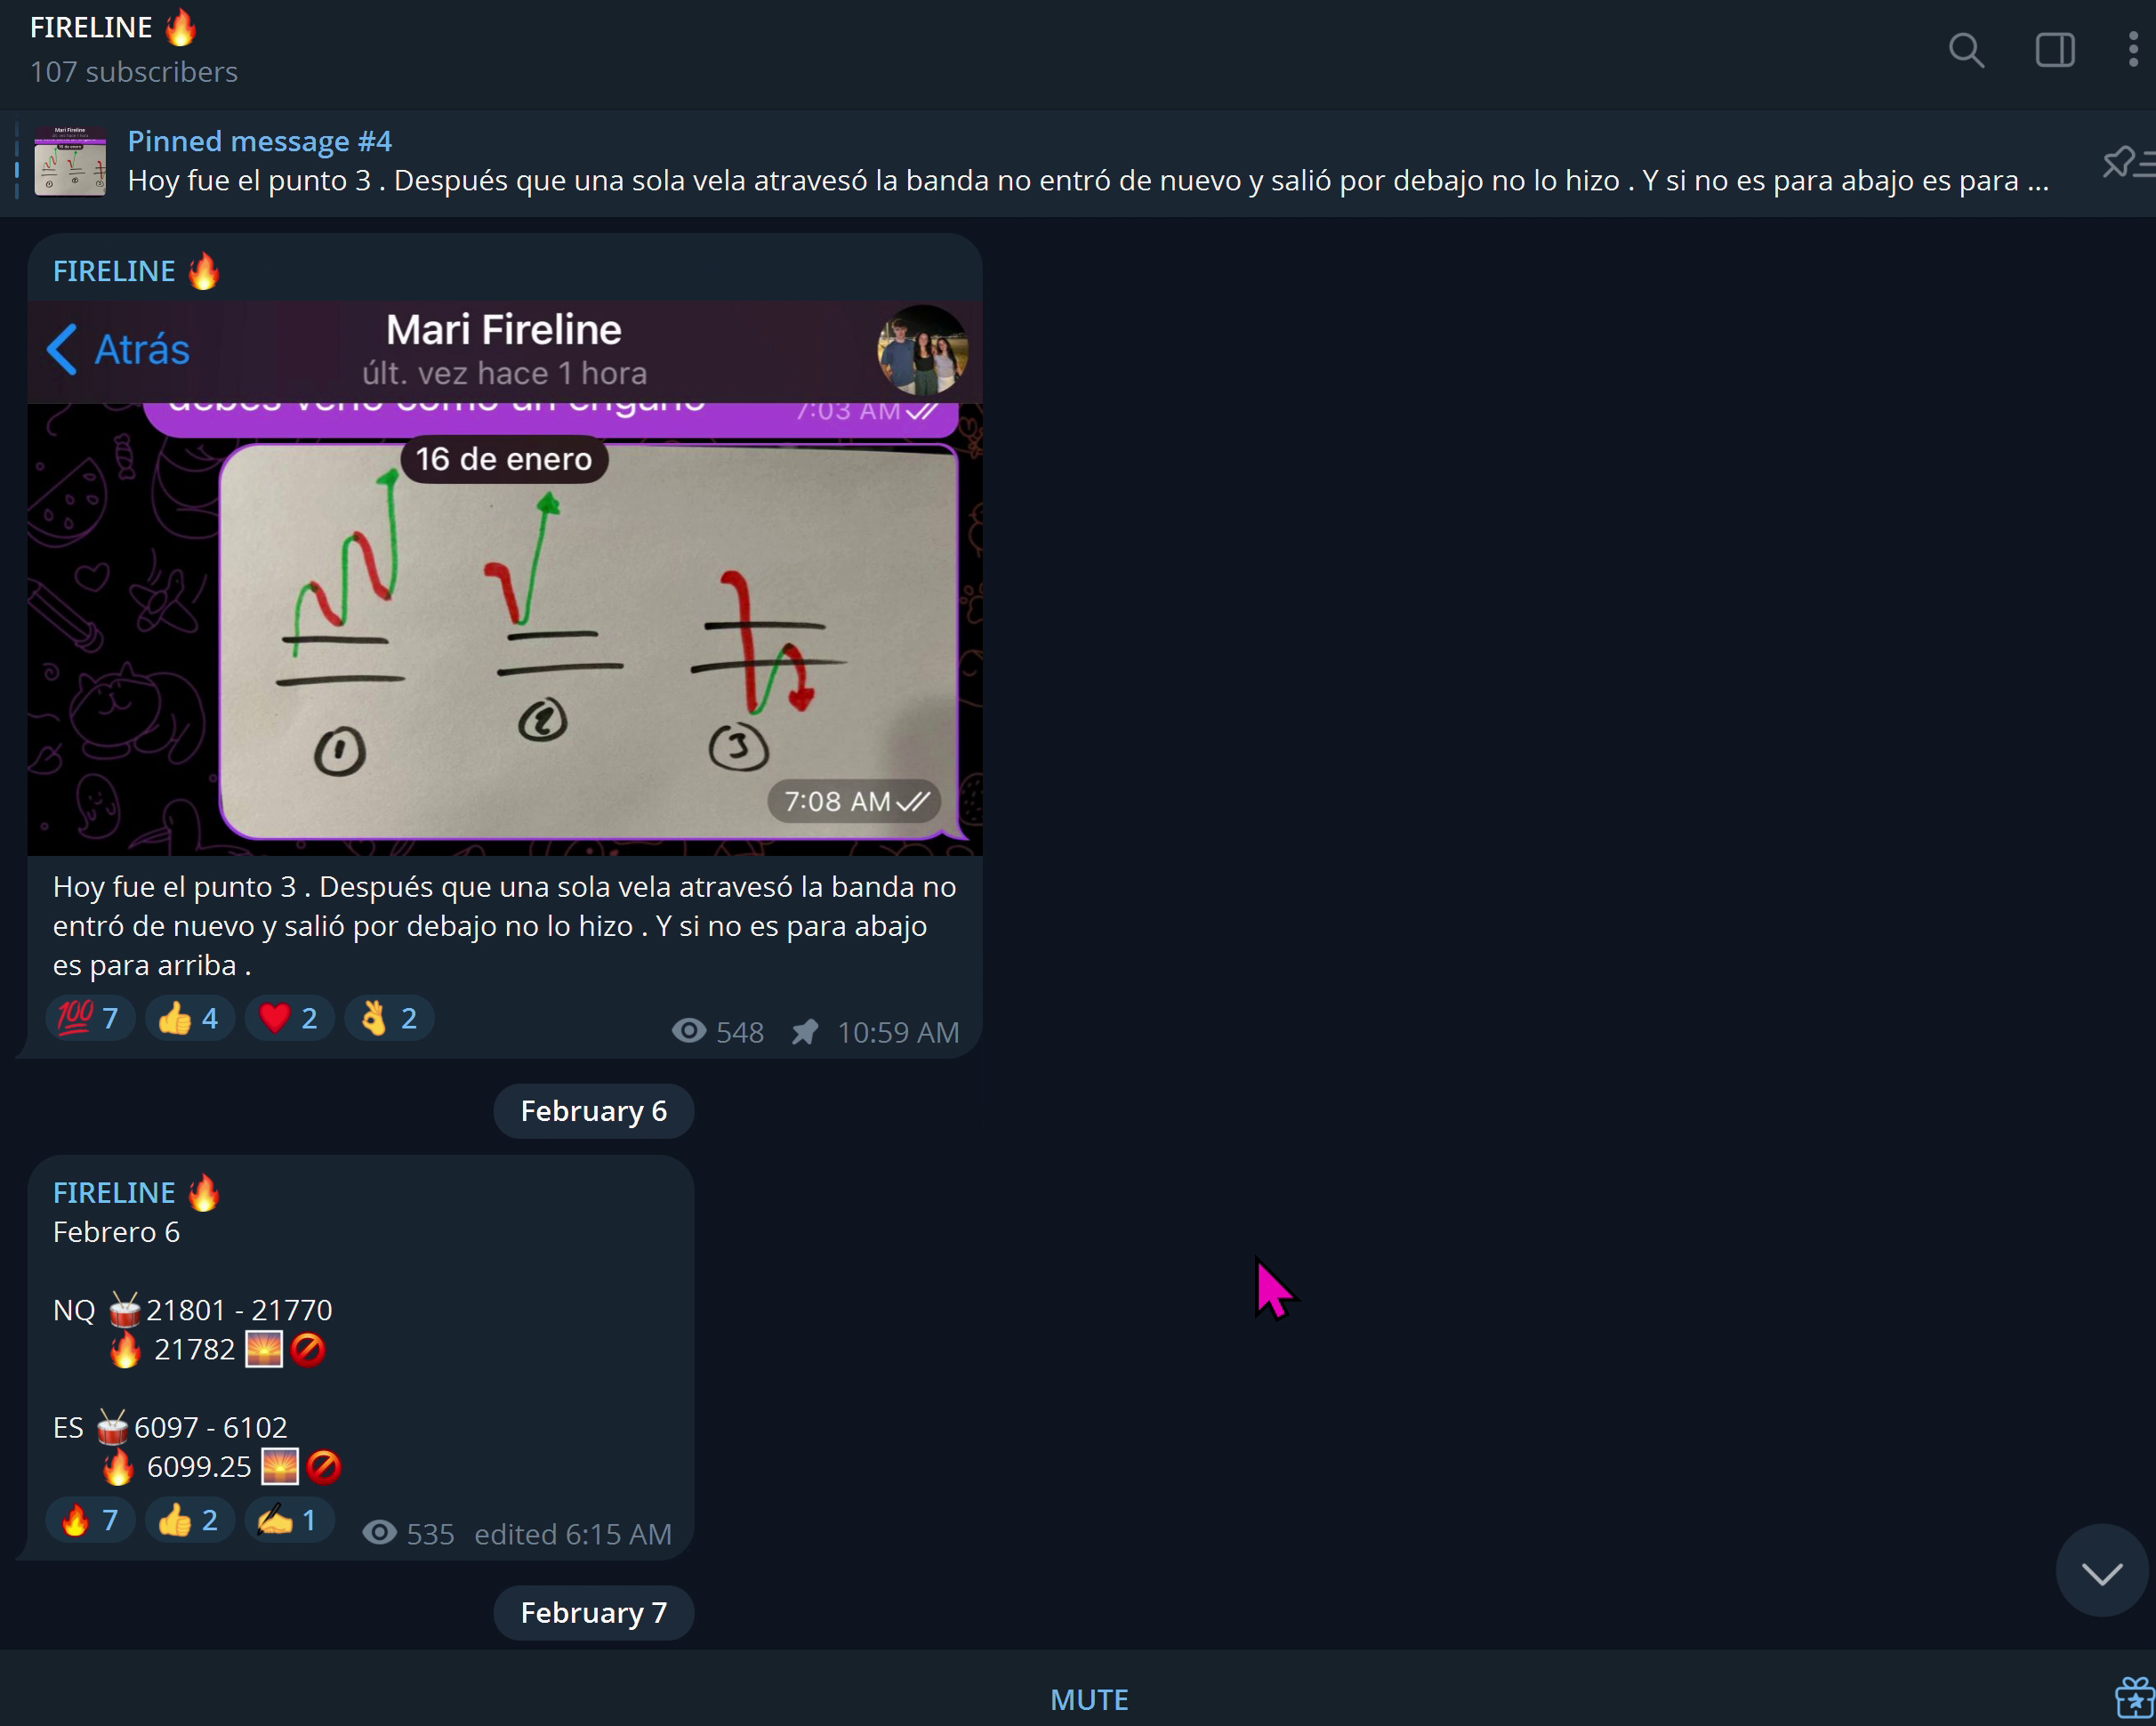 FIRELINE 🔥
107 subscribers
Pinned message #4
Hoy fue el punto 3 . Después que una sola vela atravesó la banda no entró de nuevo y salió por debajo no lo hizo . Y si no es para abajo es para ...
FIRELINE 🔥
Atrás
Mari Fireline
últ. vez hace 1 hora
debes verlo como un engaño 7:03 AM
16 de enero
1
2
3
7:08 AM
Hoy fue el punto 3 . Después que una sola vela atravesó la banda no
entró de nuevo y salió por debajo no lo hizo . Y si no es para abajo
es para arriba .
💯 7 👍 4 ❤️ 2 👌 2
548 10:59 AM
February 6
FIRELINE 🔥
Febrero 6
NQ 🥁21801 - 21770
🔥 21782 🌅🚫
ES 🥁6097 - 6102
🔥 6099.25 🌅🚫
🔥 7 👍 2 ✍️ 1
535 edited 6:15 AM
February 7
MUTE